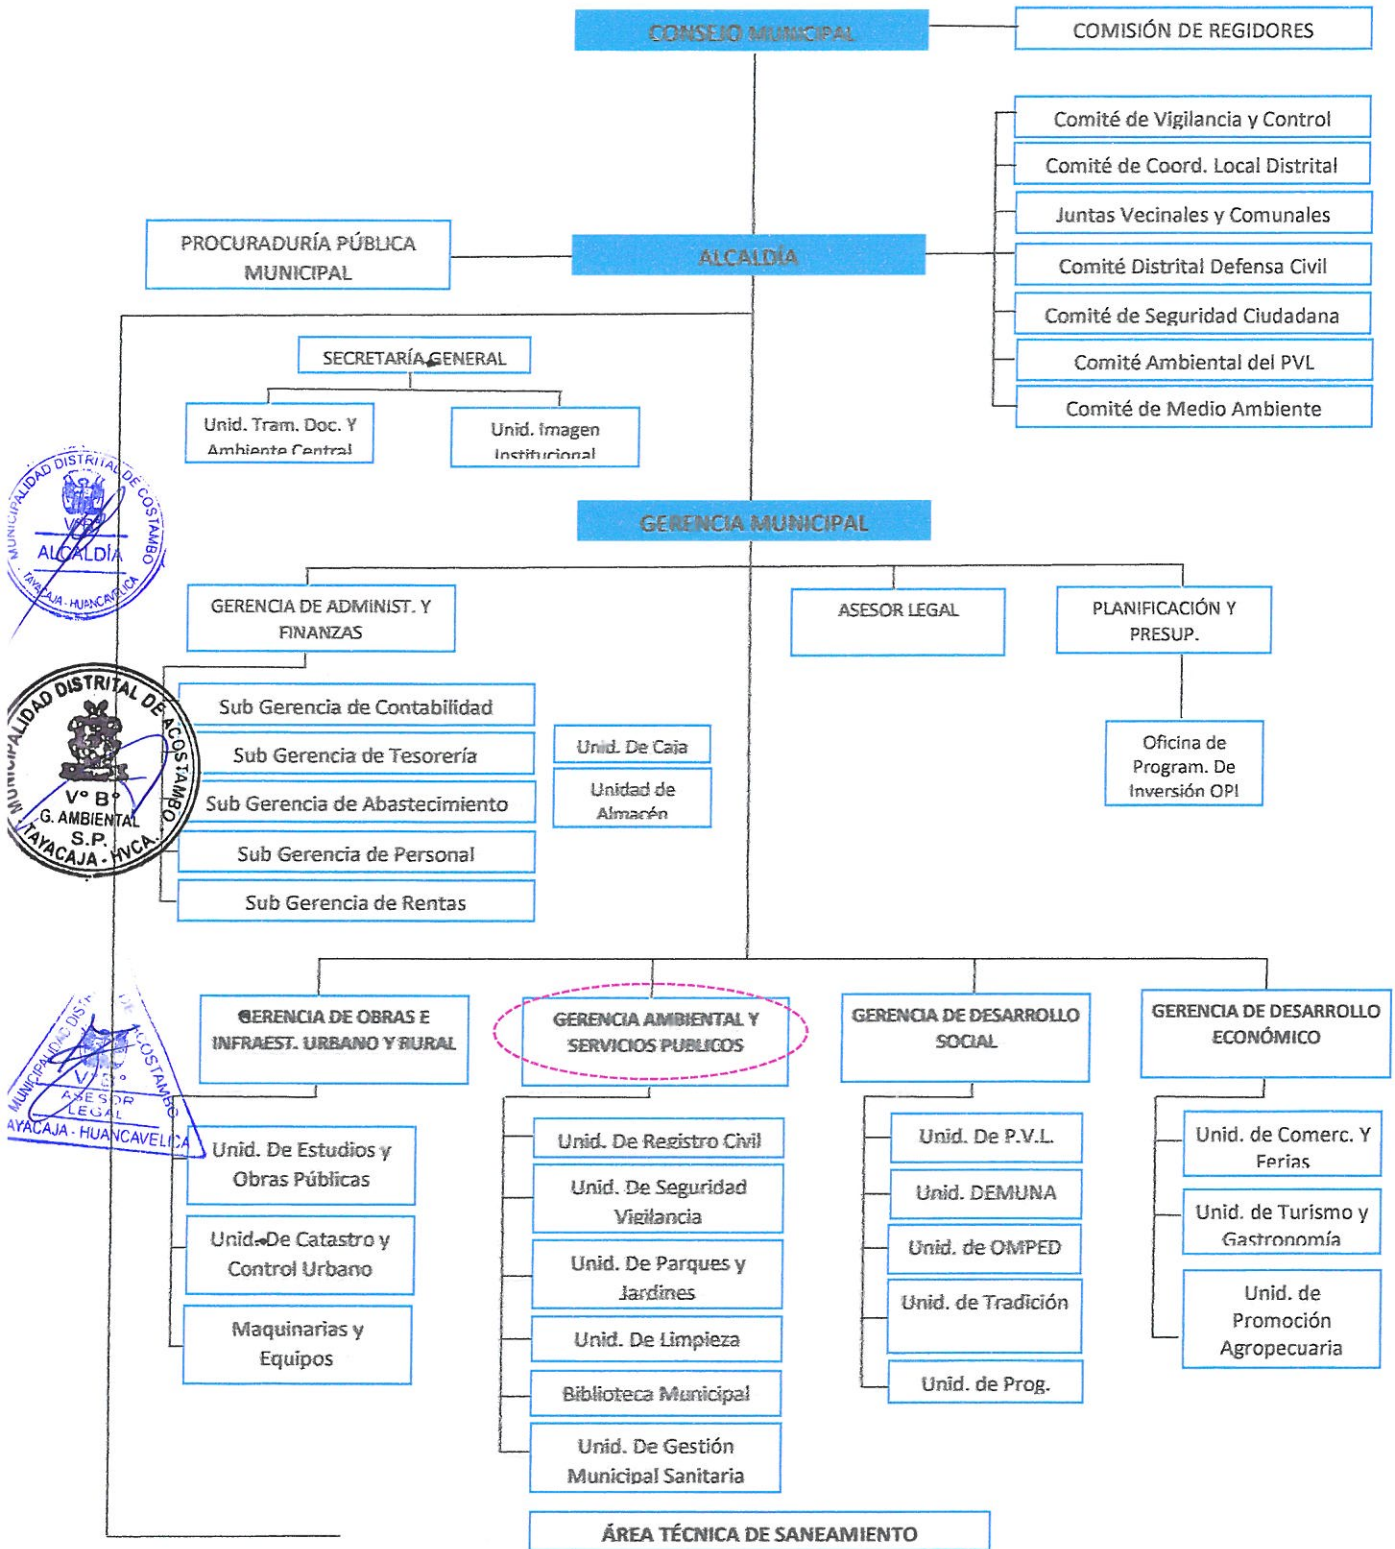 CONSEJO MUNICIPAL
COMISIÓN DE REGIDORES
Comité de Vigilancia y Control
Comité de Coord. Local Distrital
Juntas Vecinales y Comunales
Comité Distrital Defensa Civil
Comité de Seguridad Ciudadana
Comité Ambiental del PVL
Comité de Medio Ambiente
PROCURADURÍA PÚBLICA
MUNICIPAL
ALCALDÍA
SECRETARÍA GENERAL
Unid. Tram. Doc. Y
Ambiente Central
Unid. Imagen
Institucional
MUNICIPALIDAD DISTRITAL DE COSTAMBO
V°B°
ALCALDÍA
TAYACAJA - HUANCAVELICA
GERENCIA MUNICIPAL
GERENCIA DE ADMINIST. Y
FINANZAS
ASESOR LEGAL
PLANIFICACIÓN Y
PRESUP.
Sub Gerencia de Contabilidad
Sub Gerencia de Tesorería
Sub Gerencia de Abastecimiento
Sub Gerencia de Personal
Sub Gerencia de Rentas
Unid. De Caja
Unidad de
Almacén
Oficina de
Program. De
Inversión OPI
MUNICIPALIDAD DISTRITAL DE ACOSTAMBO
V° B°
G. AMBIENTAL
S.P.
TAYACAJA - HVCA.
GERENCIA DE OBRAS E
INFRAEST. URBANO Y RURAL
GERENCIA AMBIENTAL Y
SERVICIOS PUBLICOS
GERENCIA DE DESARROLLO
SOCIAL
GERENCIA DE DESARROLLO
ECONÓMICO
MUNICIPALIDAD DIST DE ACOSTAMBO
V°B°
ASESOR
LEGAL
AYACAJA - HUANCAVELICA
Unid. De Estudios y
Obras Públicas
Unid. De Catastro y
Control Urbano
Maquinarias y
Equipos
Unid. De Registro Civil
Unid. De Seguridad
Vigilancia
Unid. De Parques y
Jardines
Unid. De Limpieza
Biblioteca Municipal
Unid. De Gestión
Municipal Sanitaria
Unid. De P.V.L.
Unid. DEMUNA
Unid. de OMPED
Unid. de Tradición
Unid. de Prog.
Unid. de Comerc. Y
Ferias
Unid. de Turismo y
Gastronomía
Unid. de
Promoción
Agropecuaria
ÁREA TÉCNICA DE SANEAMIENTO